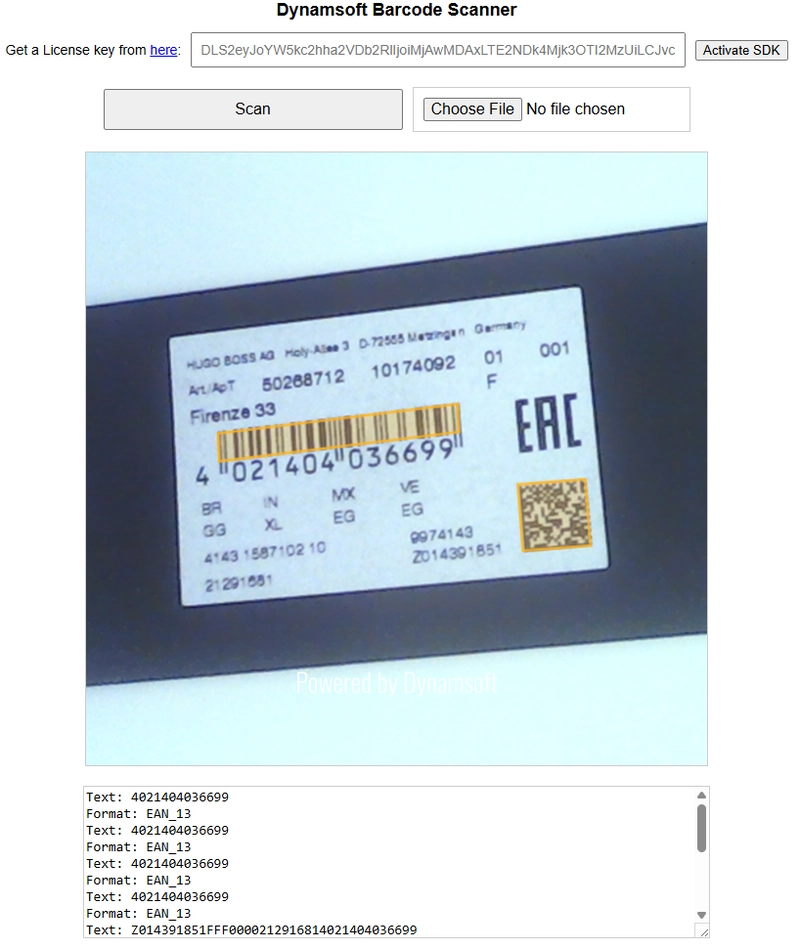 Dynamsoft Barcode Scanner
Get a License key from here: DLS2eyJoYW5kc2hha2VDb2RlIjoiMjAwMDAxLTE2NDk4Mjk3OTI2MzUiLCJvc Activate SDK
Scan Choose File No file chosen
HUGO BOSS AG Holy-Allee 3 D-72555 Metzingen Germany
Art./ApT 50268712 10174092 01 001
F
Firenze 33
EAC
4 021404 036699
BR IN MX VE
GG XL EG EG
4143 1587102 10 9974143
Z014391851
21291681
Powered by Dynamsoft
Text: 4021404036699
Format: EAN_13
Text: 4021404036699
Format: EAN_13
Text: 4021404036699
Format: EAN_13
Text: 4021404036699
Format: EAN_13
Text: Z014391851FFF0000212916814021404036699